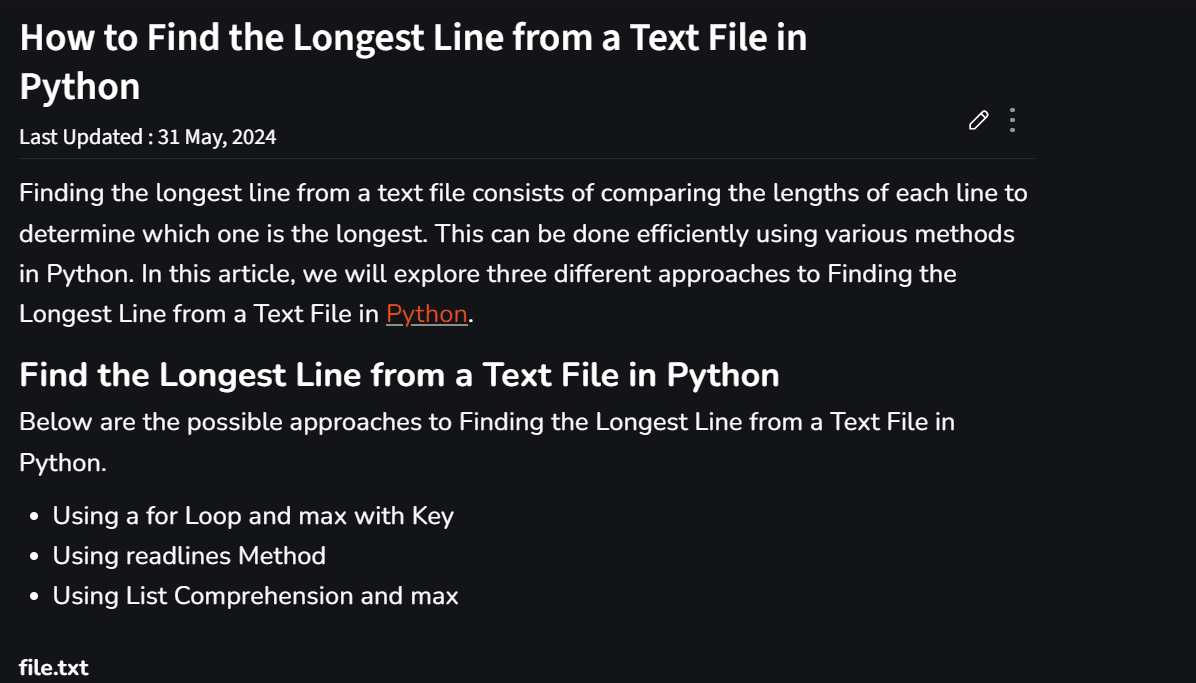 How to Find the Longest Line from a Text File in
Python
Last Updated : 31 May, 2024
Finding the longest line from a text file consists of comparing the lengths of each line to
determine which one is the longest. This can be done efficiently using various methods
in Python. In this article, we will explore three different approaches to Finding the
Longest Line from a Text File in Python.
Find the Longest Line from a Text File in Python
Below are the possible approaches to Finding the Longest Line from a Text File in
Python.
• Using a for Loop and max with Key
• Using readlines Method
• Using List Comprehension and max
file.txt